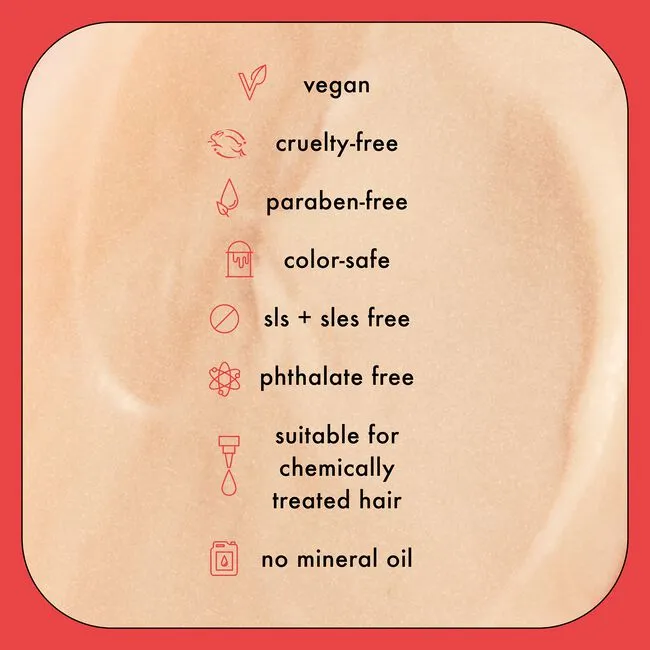 vegan
cruelty-free
paraben-free
color-safe
sls + sles free
phthalate free
suitable for
chemically
treated hair
no mineral oil